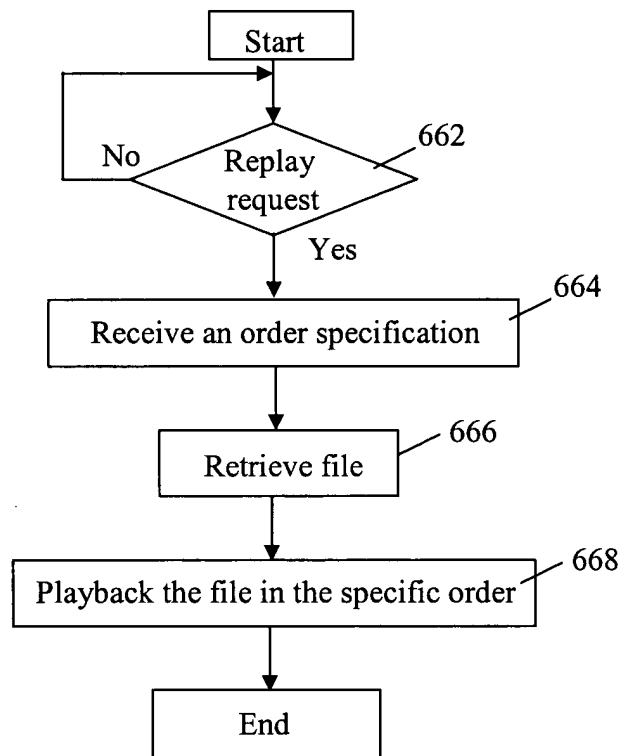 Start
662
No
Replay
request
Yes
664
Receive an order specification
666
Retrieve file
668
Playback the file in the specific order
End